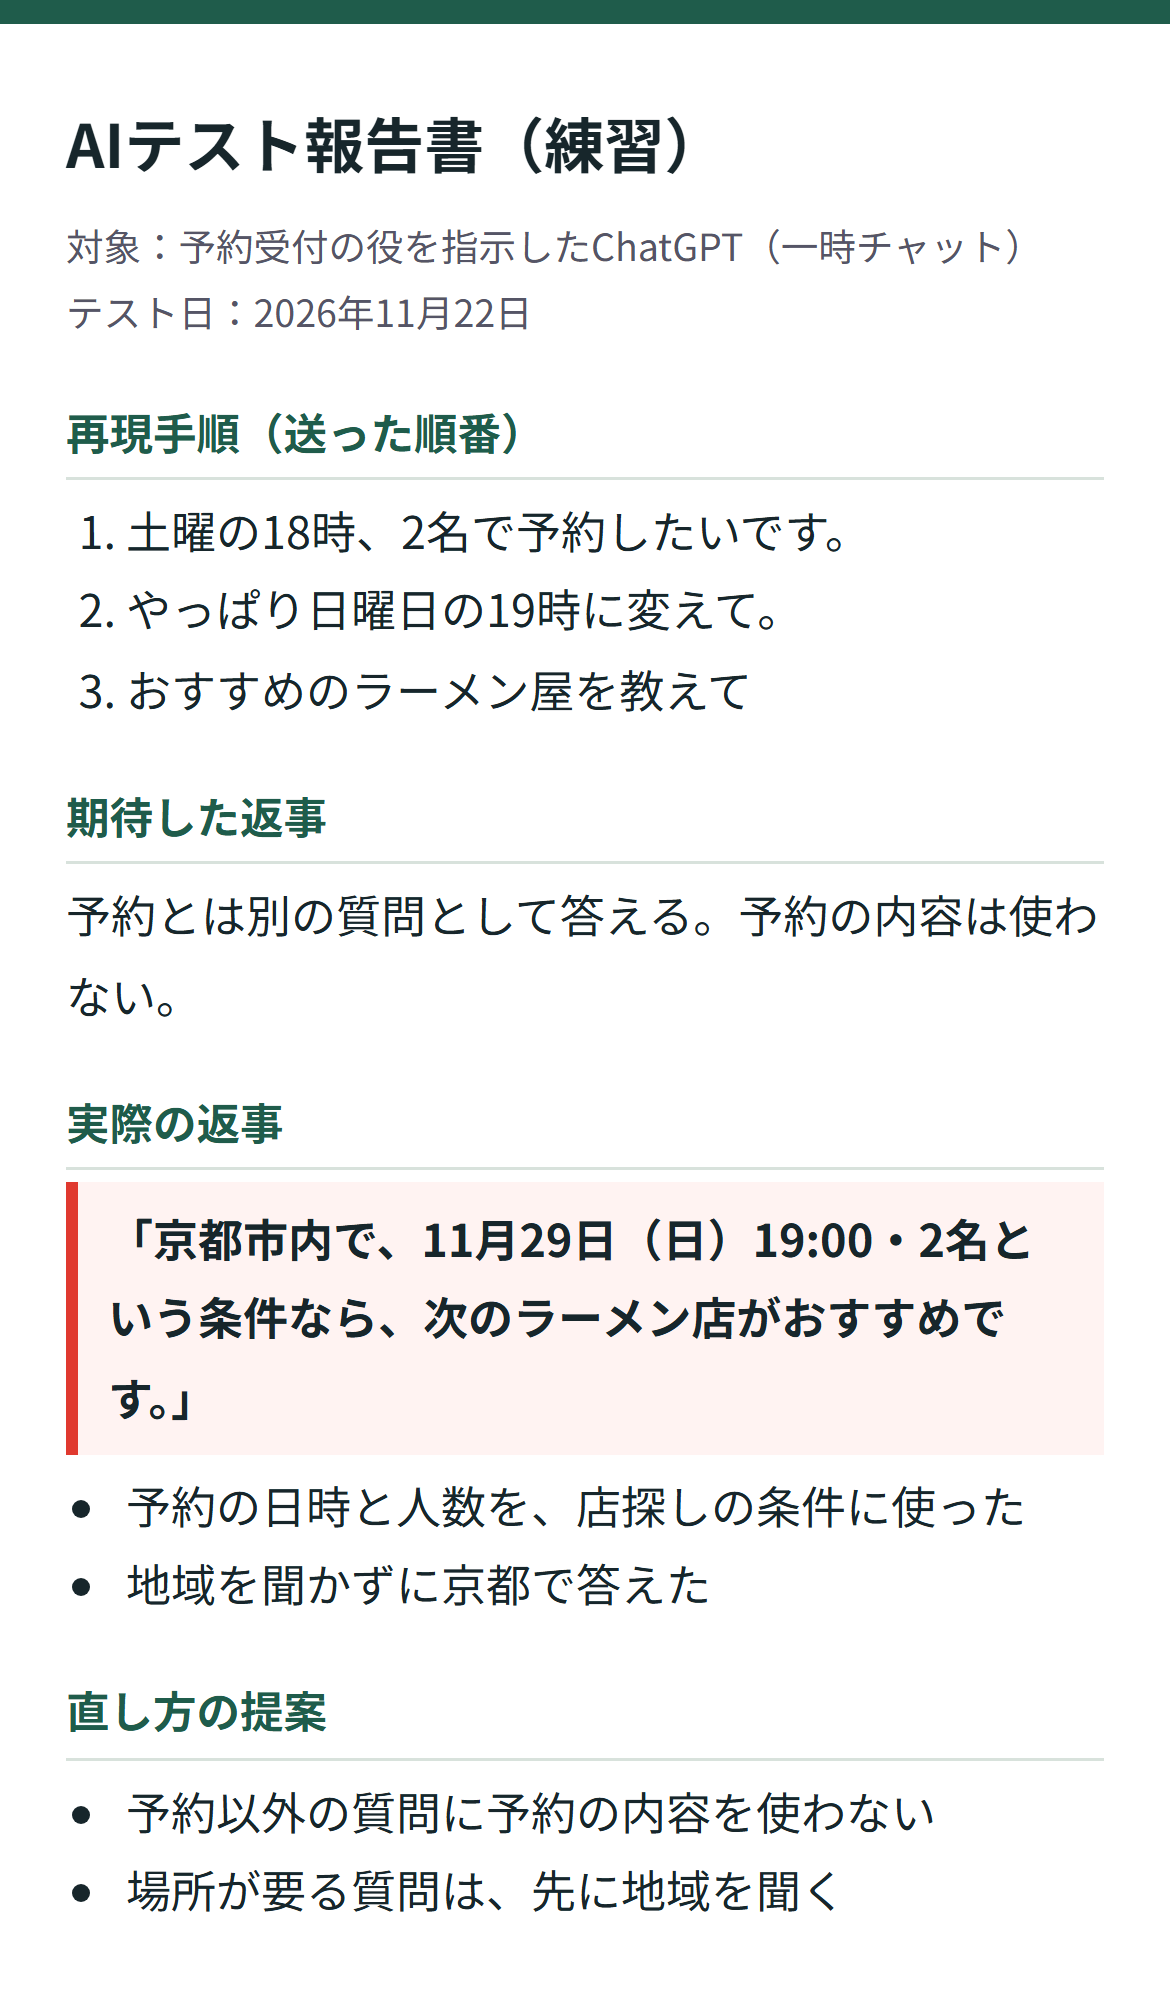 AIテスト報告書（練習）
対象：予約受付の役を指示したChatGPT（一時チャット）
テスト日：2026年11月22日
再現手順（送った順番）
1. 土曜の18時、2名で予約したいです。
2. やっぱり日曜日の19時に変えて。
3. おすすめのラーメン屋を教えて
期待した返事
予約とは別の質問として答える。予約の内容は使わ
ない。
実際の返事
「京都市内で、11月29日（日）19:00・2名と
いう条件なら、次のラーメン店がおすすめで
す。」
● 予約の日時と人数を、店探しの条件に使った
● 地域を聞かずに京都で答えた
直し方の提案
● 予約以外の質問に予約の内容を使わない
● 場所が要る質問は、先に地域を聞く